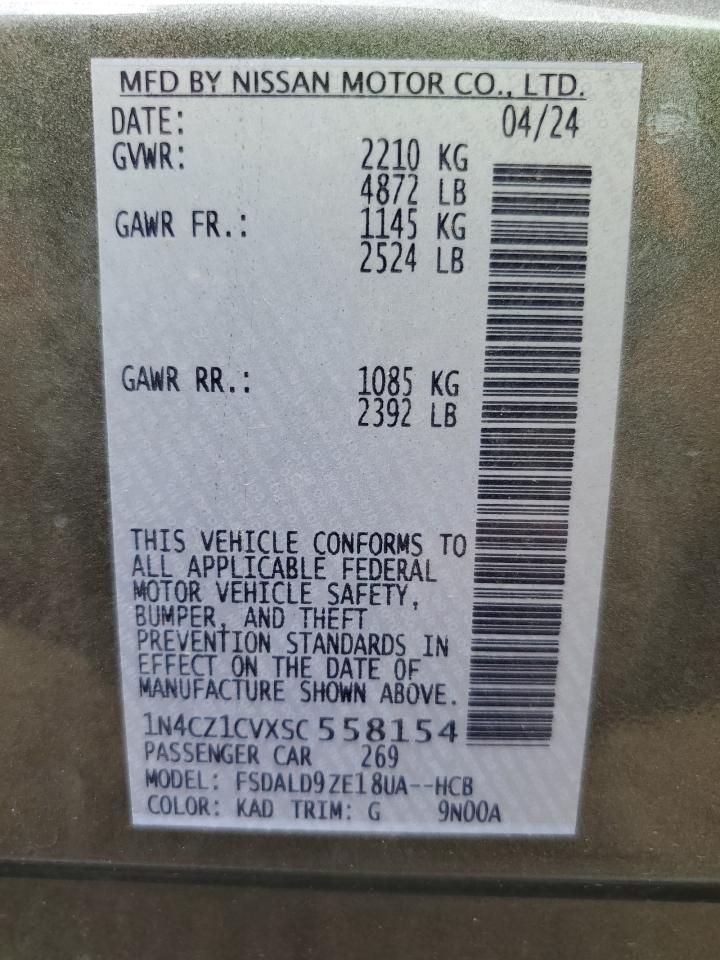 MFD BY NISSAN MOTOR CO., LTD.
DATE: 04/24
GVWR: 2210 KG
4872 LB
GAWR FR.: 1145 KG
2524 LB
GAWR RR.: 1085 KG
2392 LB
THIS VEHICLE CONFORMS TO
ALL APPLICABLE FEDERAL
MOTOR VEHICLE SAFETY,
BUMPER, AND THEFT
PREVENTION STANDARDS IN
EFFECT ON THE DATE OF
MANUFACTURE SHOWN ABOVE.
1N4CZ1CVXSC558154
PASSENGER CAR 269
MODEL: FSDALD9ZE18UA--HCB
COLOR: KAD TRIM: G 9N00A